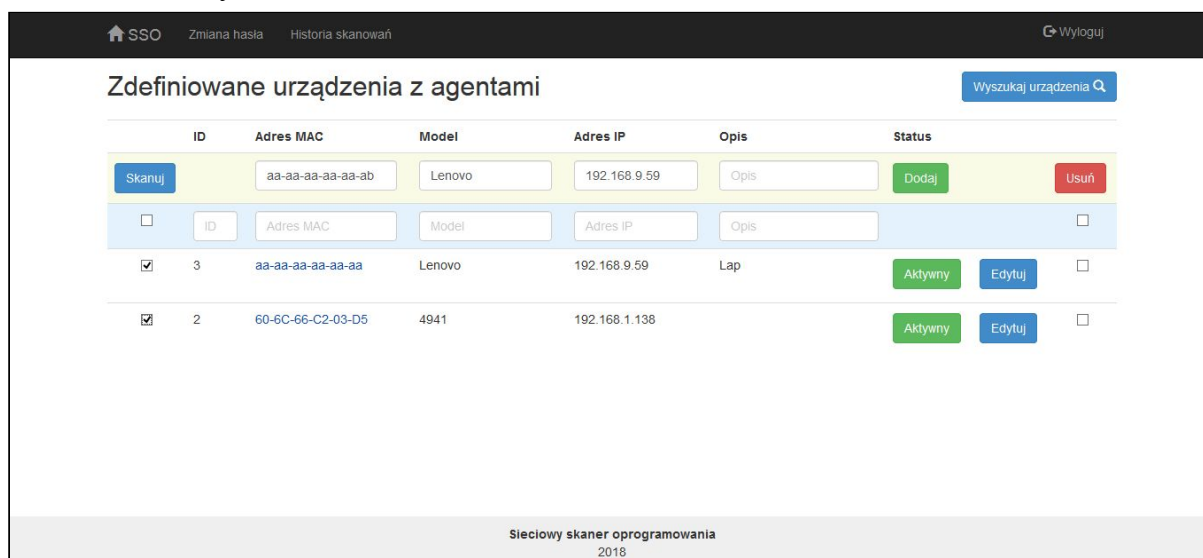 SSO Zmiana hasła Historia skanowań Wyloguj
Zdefiniowane urządzenia z agentami Wyszukaj urządzenia
ID Adres MAC Model Adres IP Opis Status
Skanuj aa-aa-aa-aa-aa-ab Lenovo 192.168.9.59 Opis Dodaj Usuń
ID Adres MAC Model Adres IP Opis
3 aa-aa-aa-aa-aa-aa Lenovo 192.168.9.59 Lap Aktywny Edytuj
2 60-6C-66-C2-03-D5 4941 192.168.1.138 Aktywny Edytuj
Sieciowy skaner oprogramowania
2018